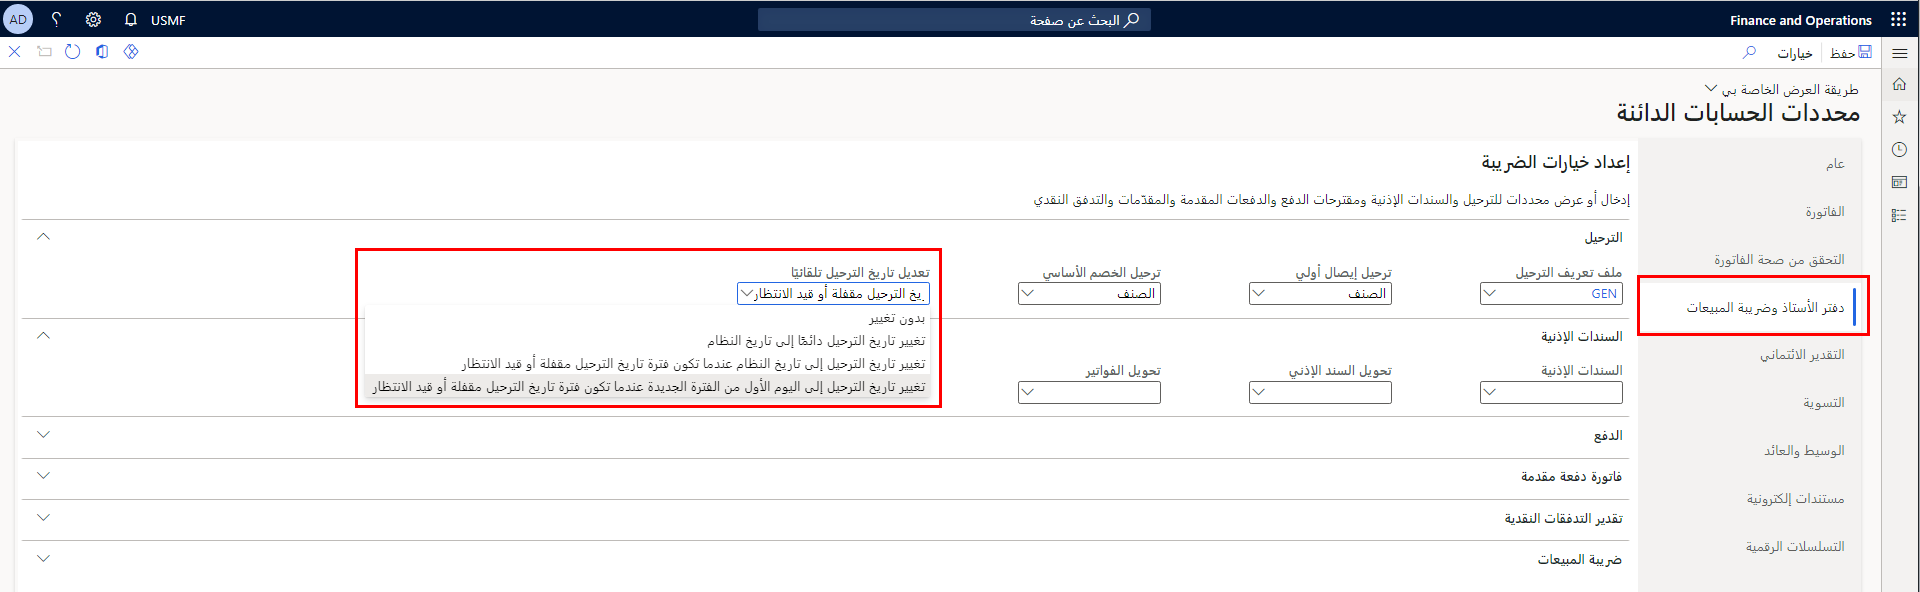 Finance and Operations
البحث عن صفحة
USMF
AD
حفظ
خيارات
طريقة العرض الخاصة بي
محددات الحسابات الدائنة
عام
الفاتورة
التحقق من صحة الفاتورة
دفتر الأستاذ وضريبة المبيعات
التقدير الائتماني
التسوية
الوسيط والعائد
مستندات إلكترونية
التسلسلات الرقمية
إعداد خيارات الضريبة
إدخال أو عرض محددات للترحيل والسندات الإذنية ومقترحات الدفع والدفعات المقدمة والمقدّمات والتدفق النقدي
الترحيل
ملف تعريف الترحيل
GEN
ترحيل إيصال أولي
الصنف
ترحيل الخصم الأساسي
الصنف
تعديل تاريخ الترحيل تلقائيًا
يخ الترحيل مقفلة أو قيد الانتظار
بدون تغيير
تغيير تاريخ الترحيل دائمًا إلى تاريخ النظام
تغيير تاريخ الترحيل إلى تاريخ النظام عندما تكون فترة تاريخ الترحيل مقفلة أو قيد الانتظار
تغيير تاريخ الترحيل إلى اليوم الأول من الفترة الجديدة عندما تكون فترة تاريخ الترحيل مقفلة أو قيد الانتظار
السندات الإذنية
السندات الإذنية
تحويل السند الإذني
تحويل الفواتير
الدفع
فاتورة دفعة مقدمة
تقدير التدفقات النقدية
ضريبة المبيعات